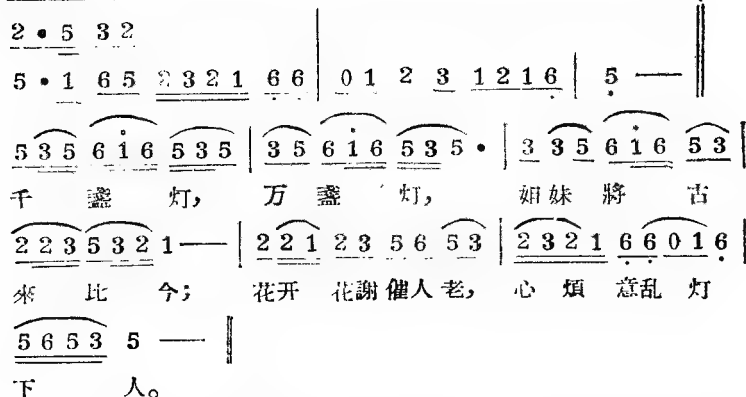 2 • 5 3 2
5 • 1 6 5 2 3 2 1 6 6 | 0 1 2 3 1 2 1 6 | 5 —
5 3 5 6 1 6 5 3 5 | 3 5 6 1 6 5 3 5 • | 3 3 5 6 1 6 5 3
千 盞 灯, 万 盞 灯, 姐 妹 將 古
2 2 3 5 3 2 1 — | 2 2 1 2 3 5 6 5 3 | 2 3 2 1 6 6 0 1 6
來 比 今; 花开 花謝催人老, 心 煩 意乱 灯
5 6 5 3 5 —
下 人。